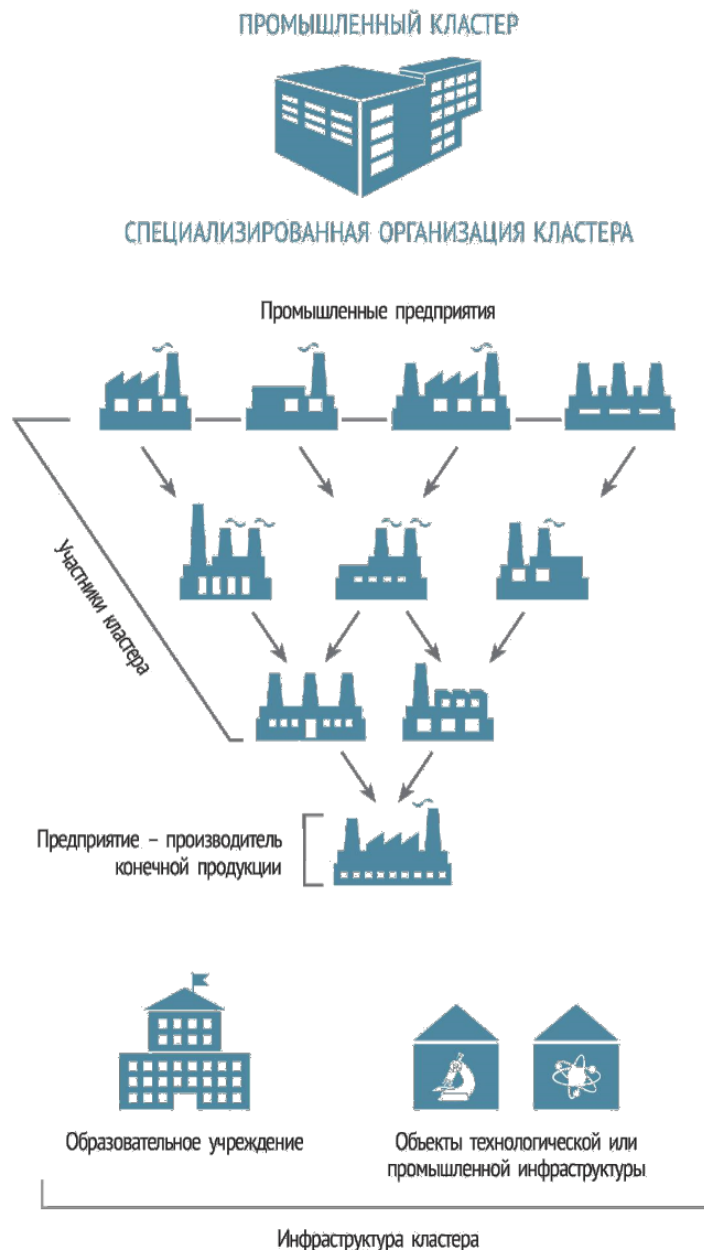 ПРОМЫШЛЕННЫЙ КЛАСТЕР
СПЕЦИАЛИЗИРОВАННАЯ ОРГАНИЗАЦИЯ КЛАСТЕРА
Промышленные предприятия
Участники кластера
Предприятие – производитель
конечной продукции
Образовательное учреждение
Объекты технологической или
промышленной инфраструктуры
Инфраструктура кластера